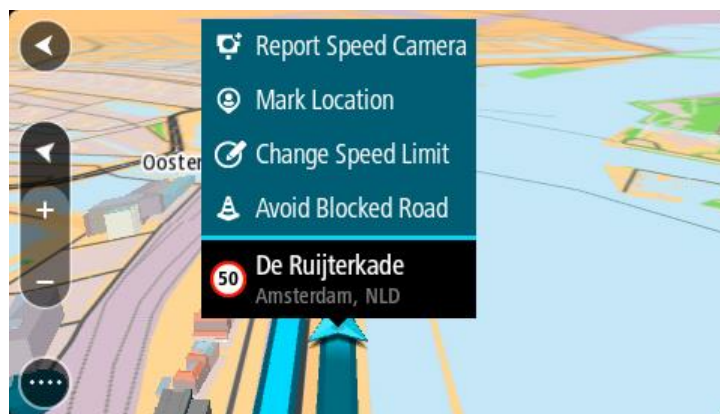 Report Speed Camera
Mark Location
Change Speed Limit
Ooster
Avoid Blocked Road
50
De Ruijterkade
Amsterdam, NLD